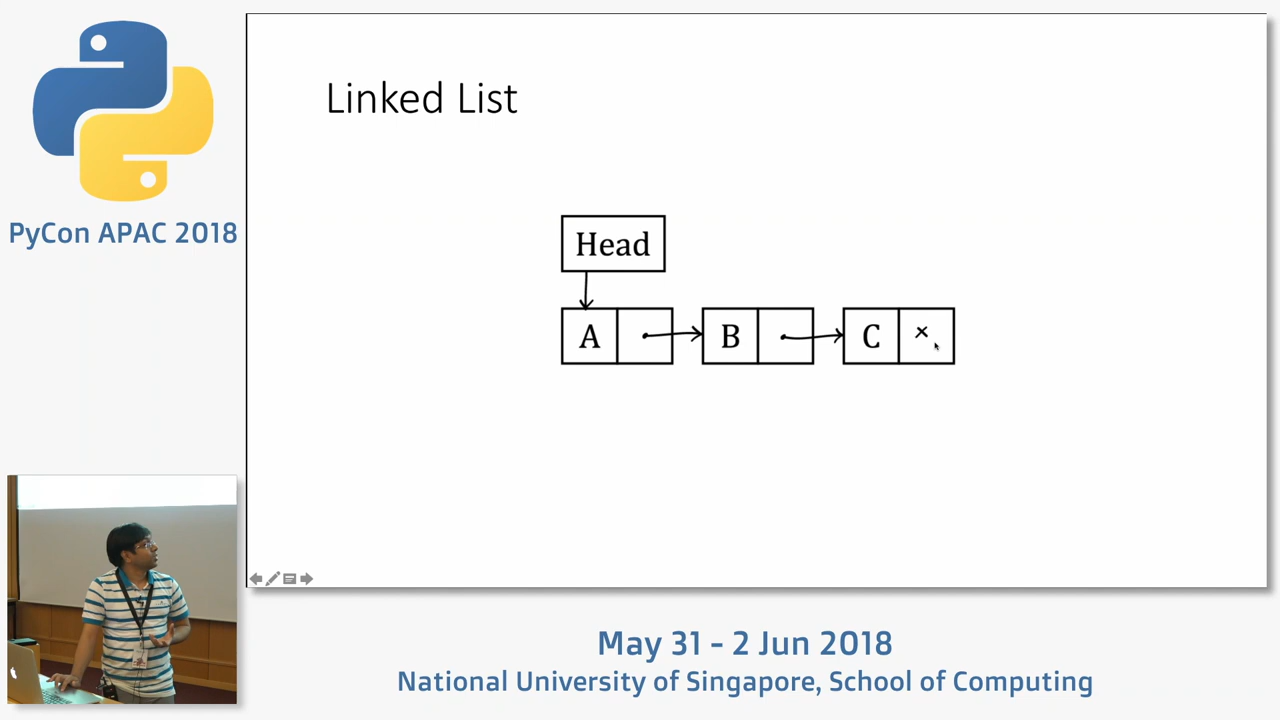 PyCon APAC 2018
Linked List
Head
A B C ×
May 31 - 2 Jun 2018
National University of Singapore, School of Computing